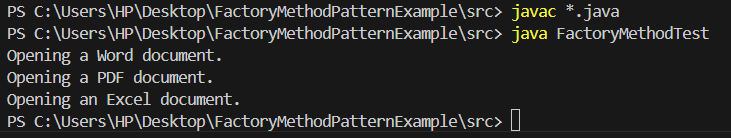 PS C:\Users\HP\Desktop\FactoryMethodPatternExample\src> javac *.java
PS C:\Users\HP\Desktop\FactoryMethodPatternExample\src> java FactoryMethodTest
Opening a Word document.
Opening a PDF document.
Opening an Excel document.
PS C:\Users\HP\Desktop\FactoryMethodPatternExample\src>